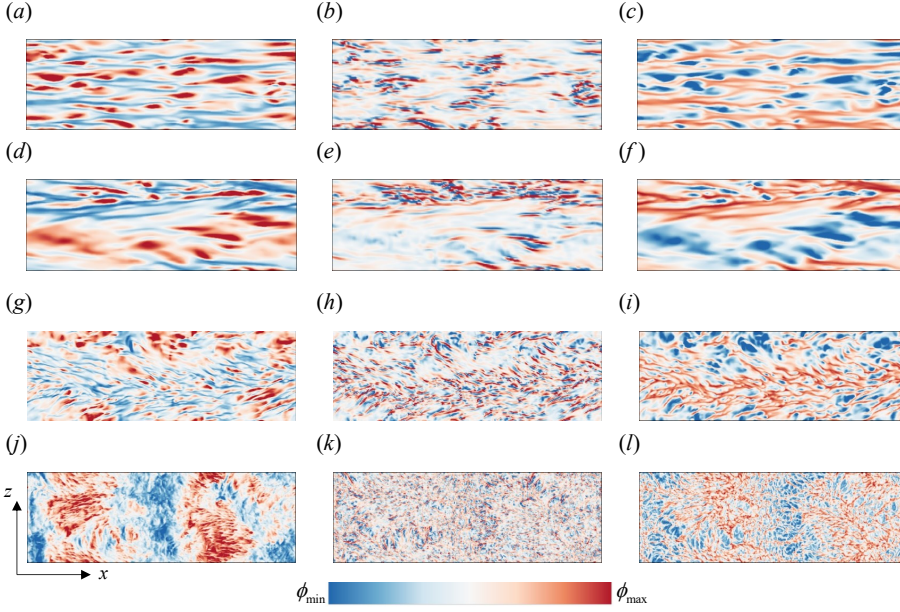 (a) (b) (c)
(d) (e) (f)
(g) (h) (i)
(j) (k) (l)
z
x
ϕmin ϕmax